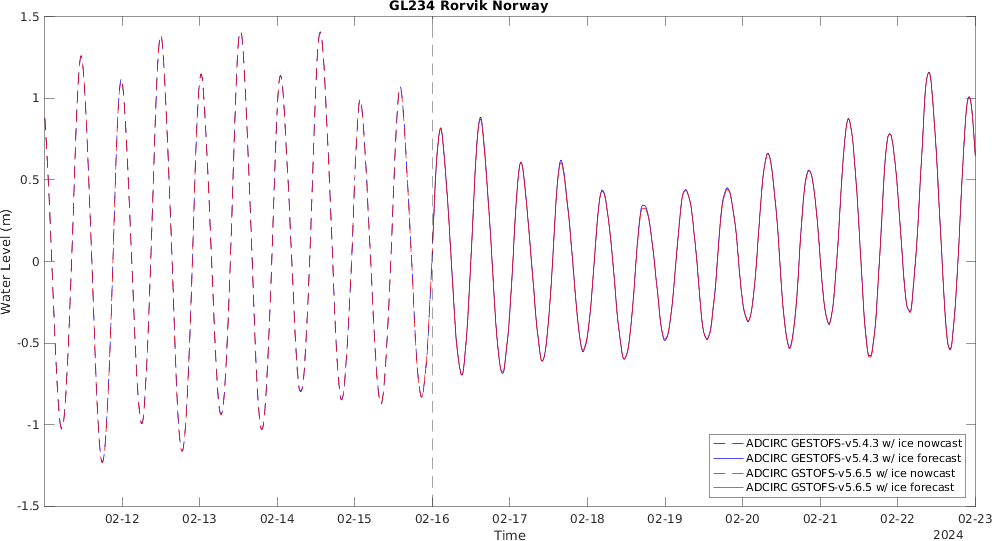 GL234 Rorvik Norway
1.5
1
0.5
0
-0.5
-1
-1.5
Water Level (m)
02-12 02-13 02-14 02-15 02-16 02-17 02-18 02-19 02-20 02-21 02-22 02-23
Time
2024
ADCIRC GESTOFS-v5.4.3 w/ ice nowcast
ADCIRC GESTOFS-v5.4.3 w/ ice forecast
ADCIRC GSTOFS-v5.6.5 w/ ice nowcast
ADCIRC GSTOFS-v5.6.5 w/ ice forecast